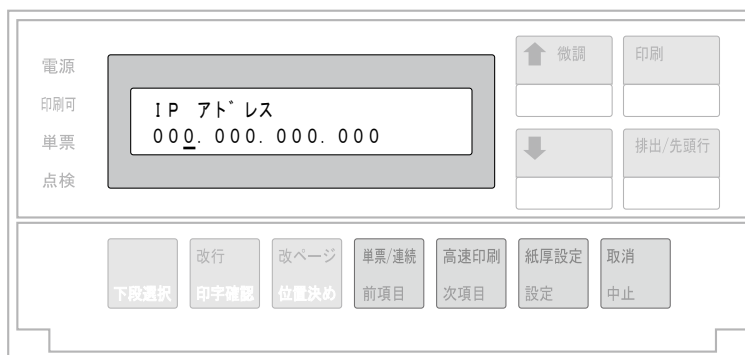 電源
印刷可
単票
点検
IP アドレス
000.000.000.000
微調
印刷
排出/先頭行
下段選択
改行
印字確認
改ページ
位置決め
単票/連続
前項目
高速印刷
次項目
紙厚設定
設定
取消
中止